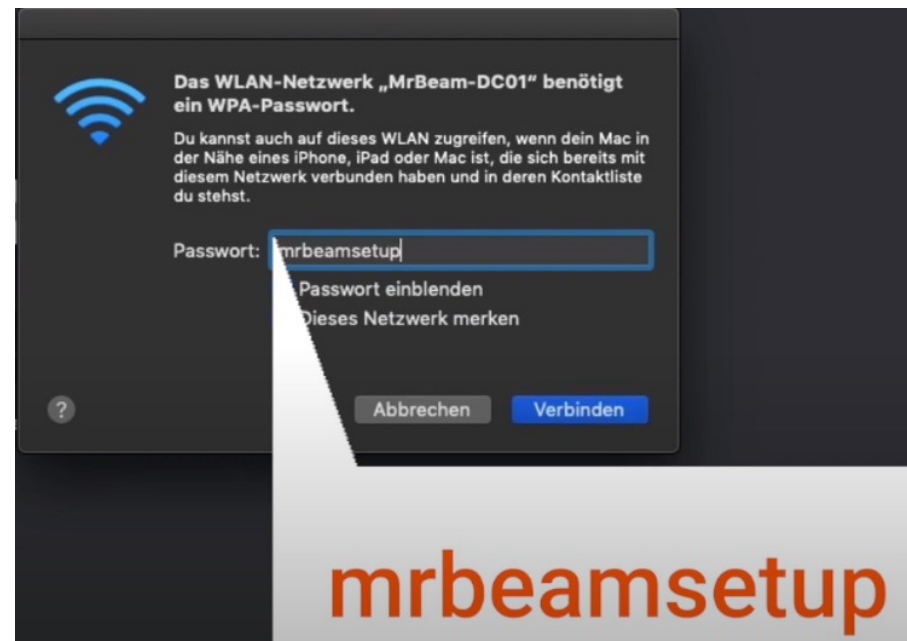 Das WLAN-Netzwerk „MrBeam-DC01“ benötigt
ein WPA-Passwort.
Du kannst auch auf dieses WLAN zugreifen, wenn dein Mac in
der Nähe eines iPhone, iPad oder Mac ist, die sich bereits mit
diesem Netzwerk verbunden haben und in deren Kontaktliste
du stehst.
Passwort: mrbeamsetup
Passwort einblenden
Dieses Netzwerk merken
? Abbrechen Verbinden
mrbeamsetup